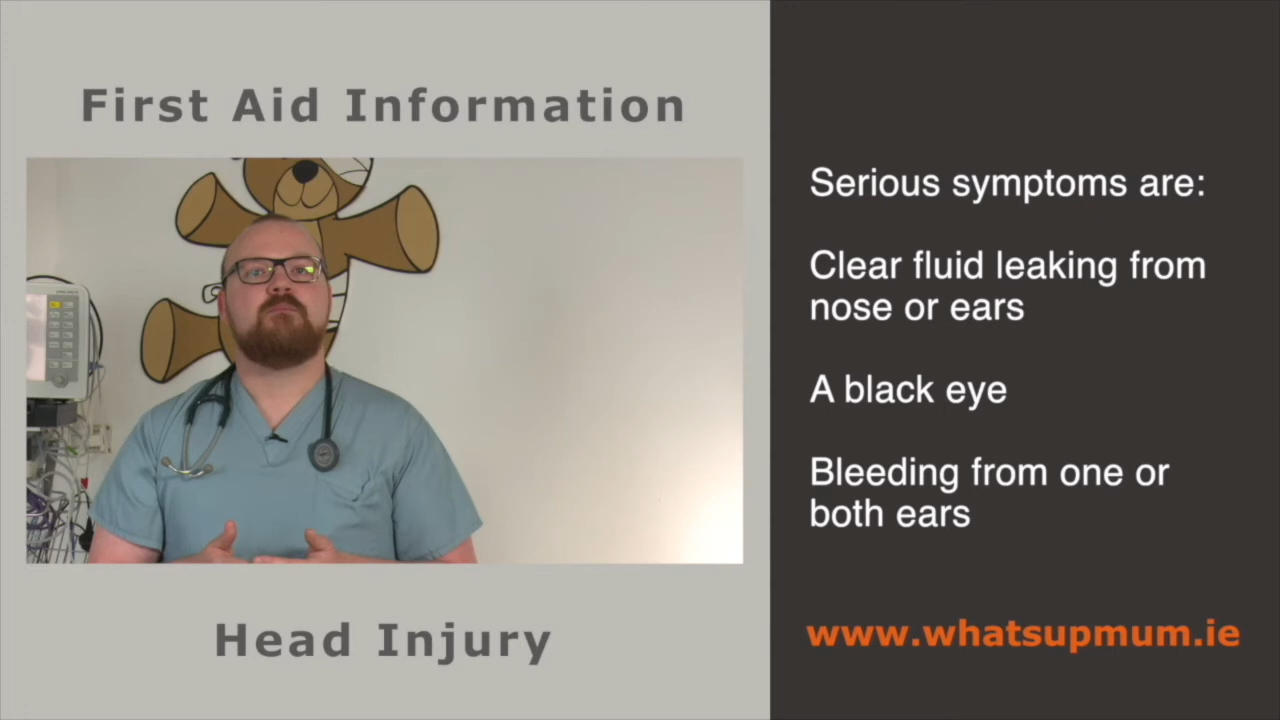 First Aid Information
Serious symptoms are:
Clear fluid leaking from
nose or ears
A black eye
Bleeding from one or
both ears
www.whatsupmum.ie
Head Injury